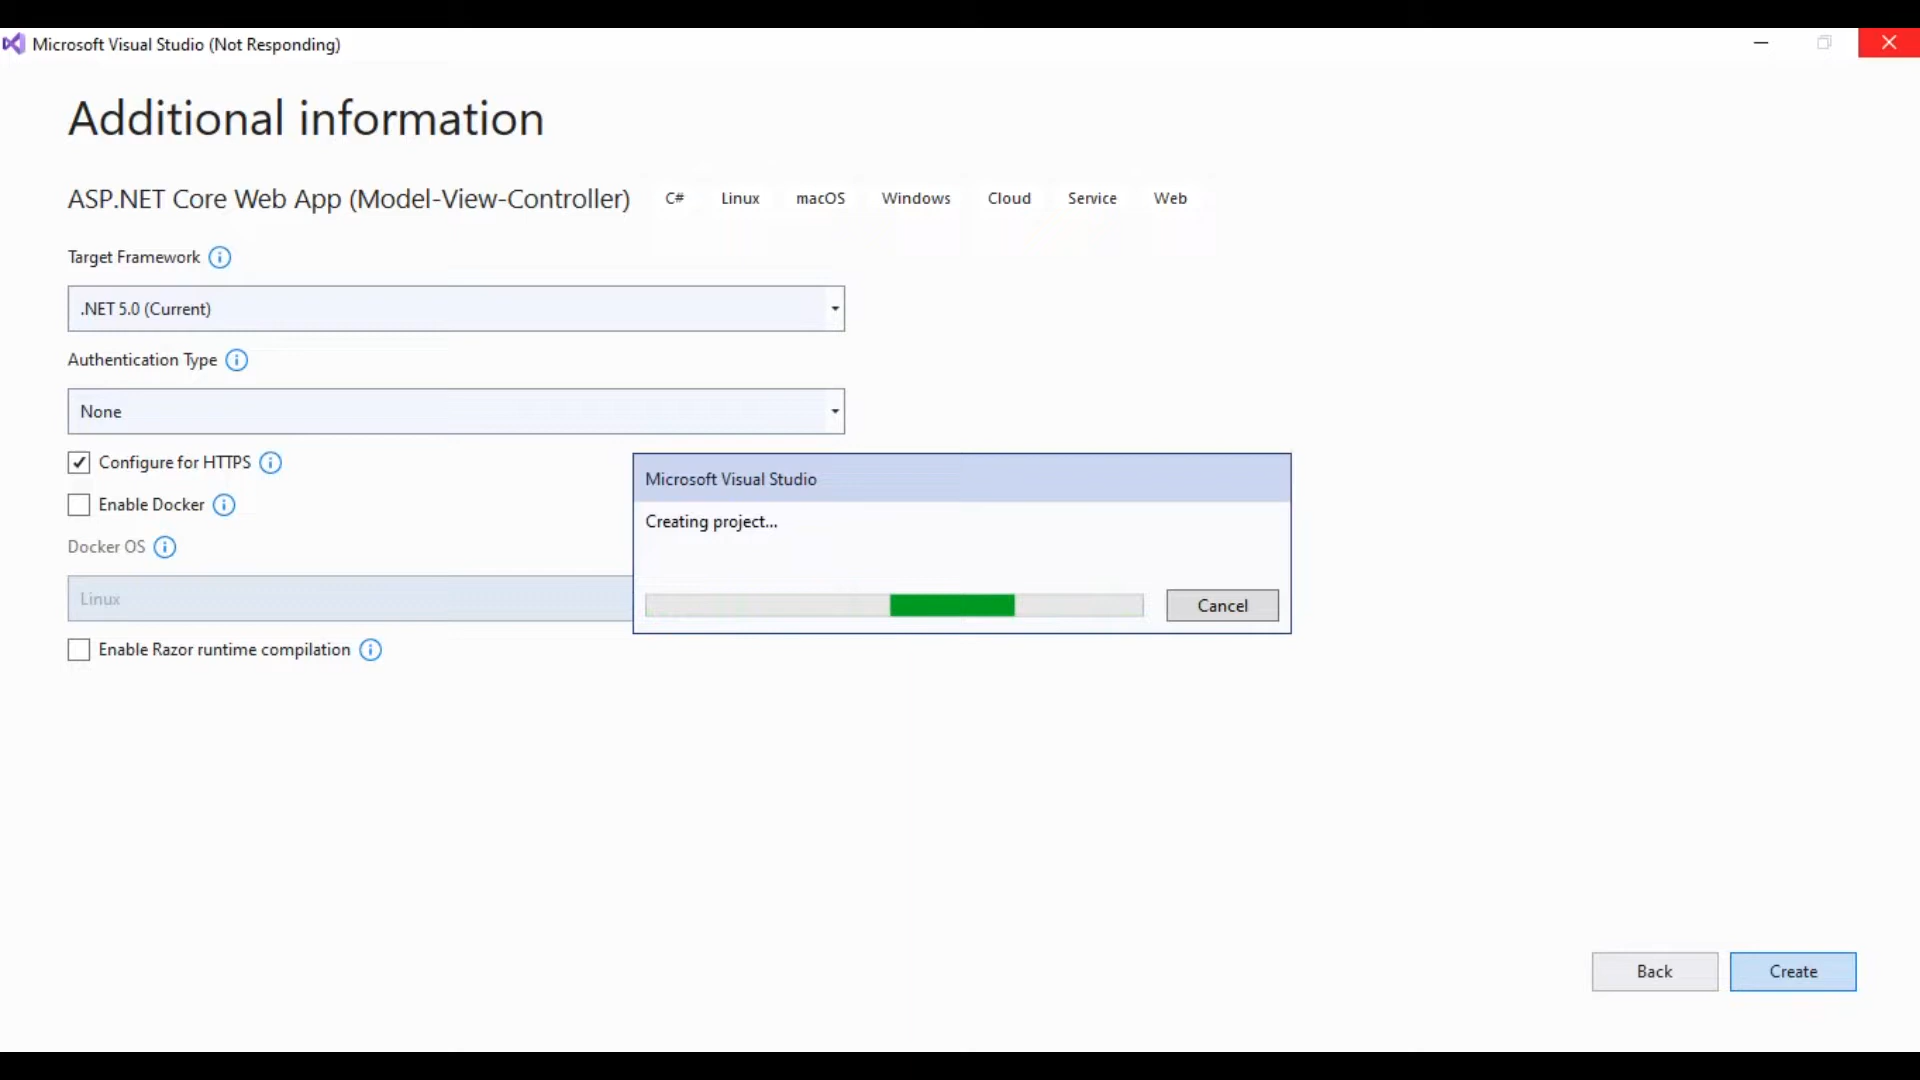 Microsoft Visual Studio (Not Responding)
Additional information
ASP.NET Core Web App (Model-View-Controller) C# Linux macOS Windows Cloud Service Web
Target Framework
.NET 5.0 (Current)
Authentication Type
None
Configure for HTTPS
Enable Docker
Docker OS
Linux
Enable Razor runtime compilation
Microsoft Visual Studio
Creating project...
Cancel
Back Create